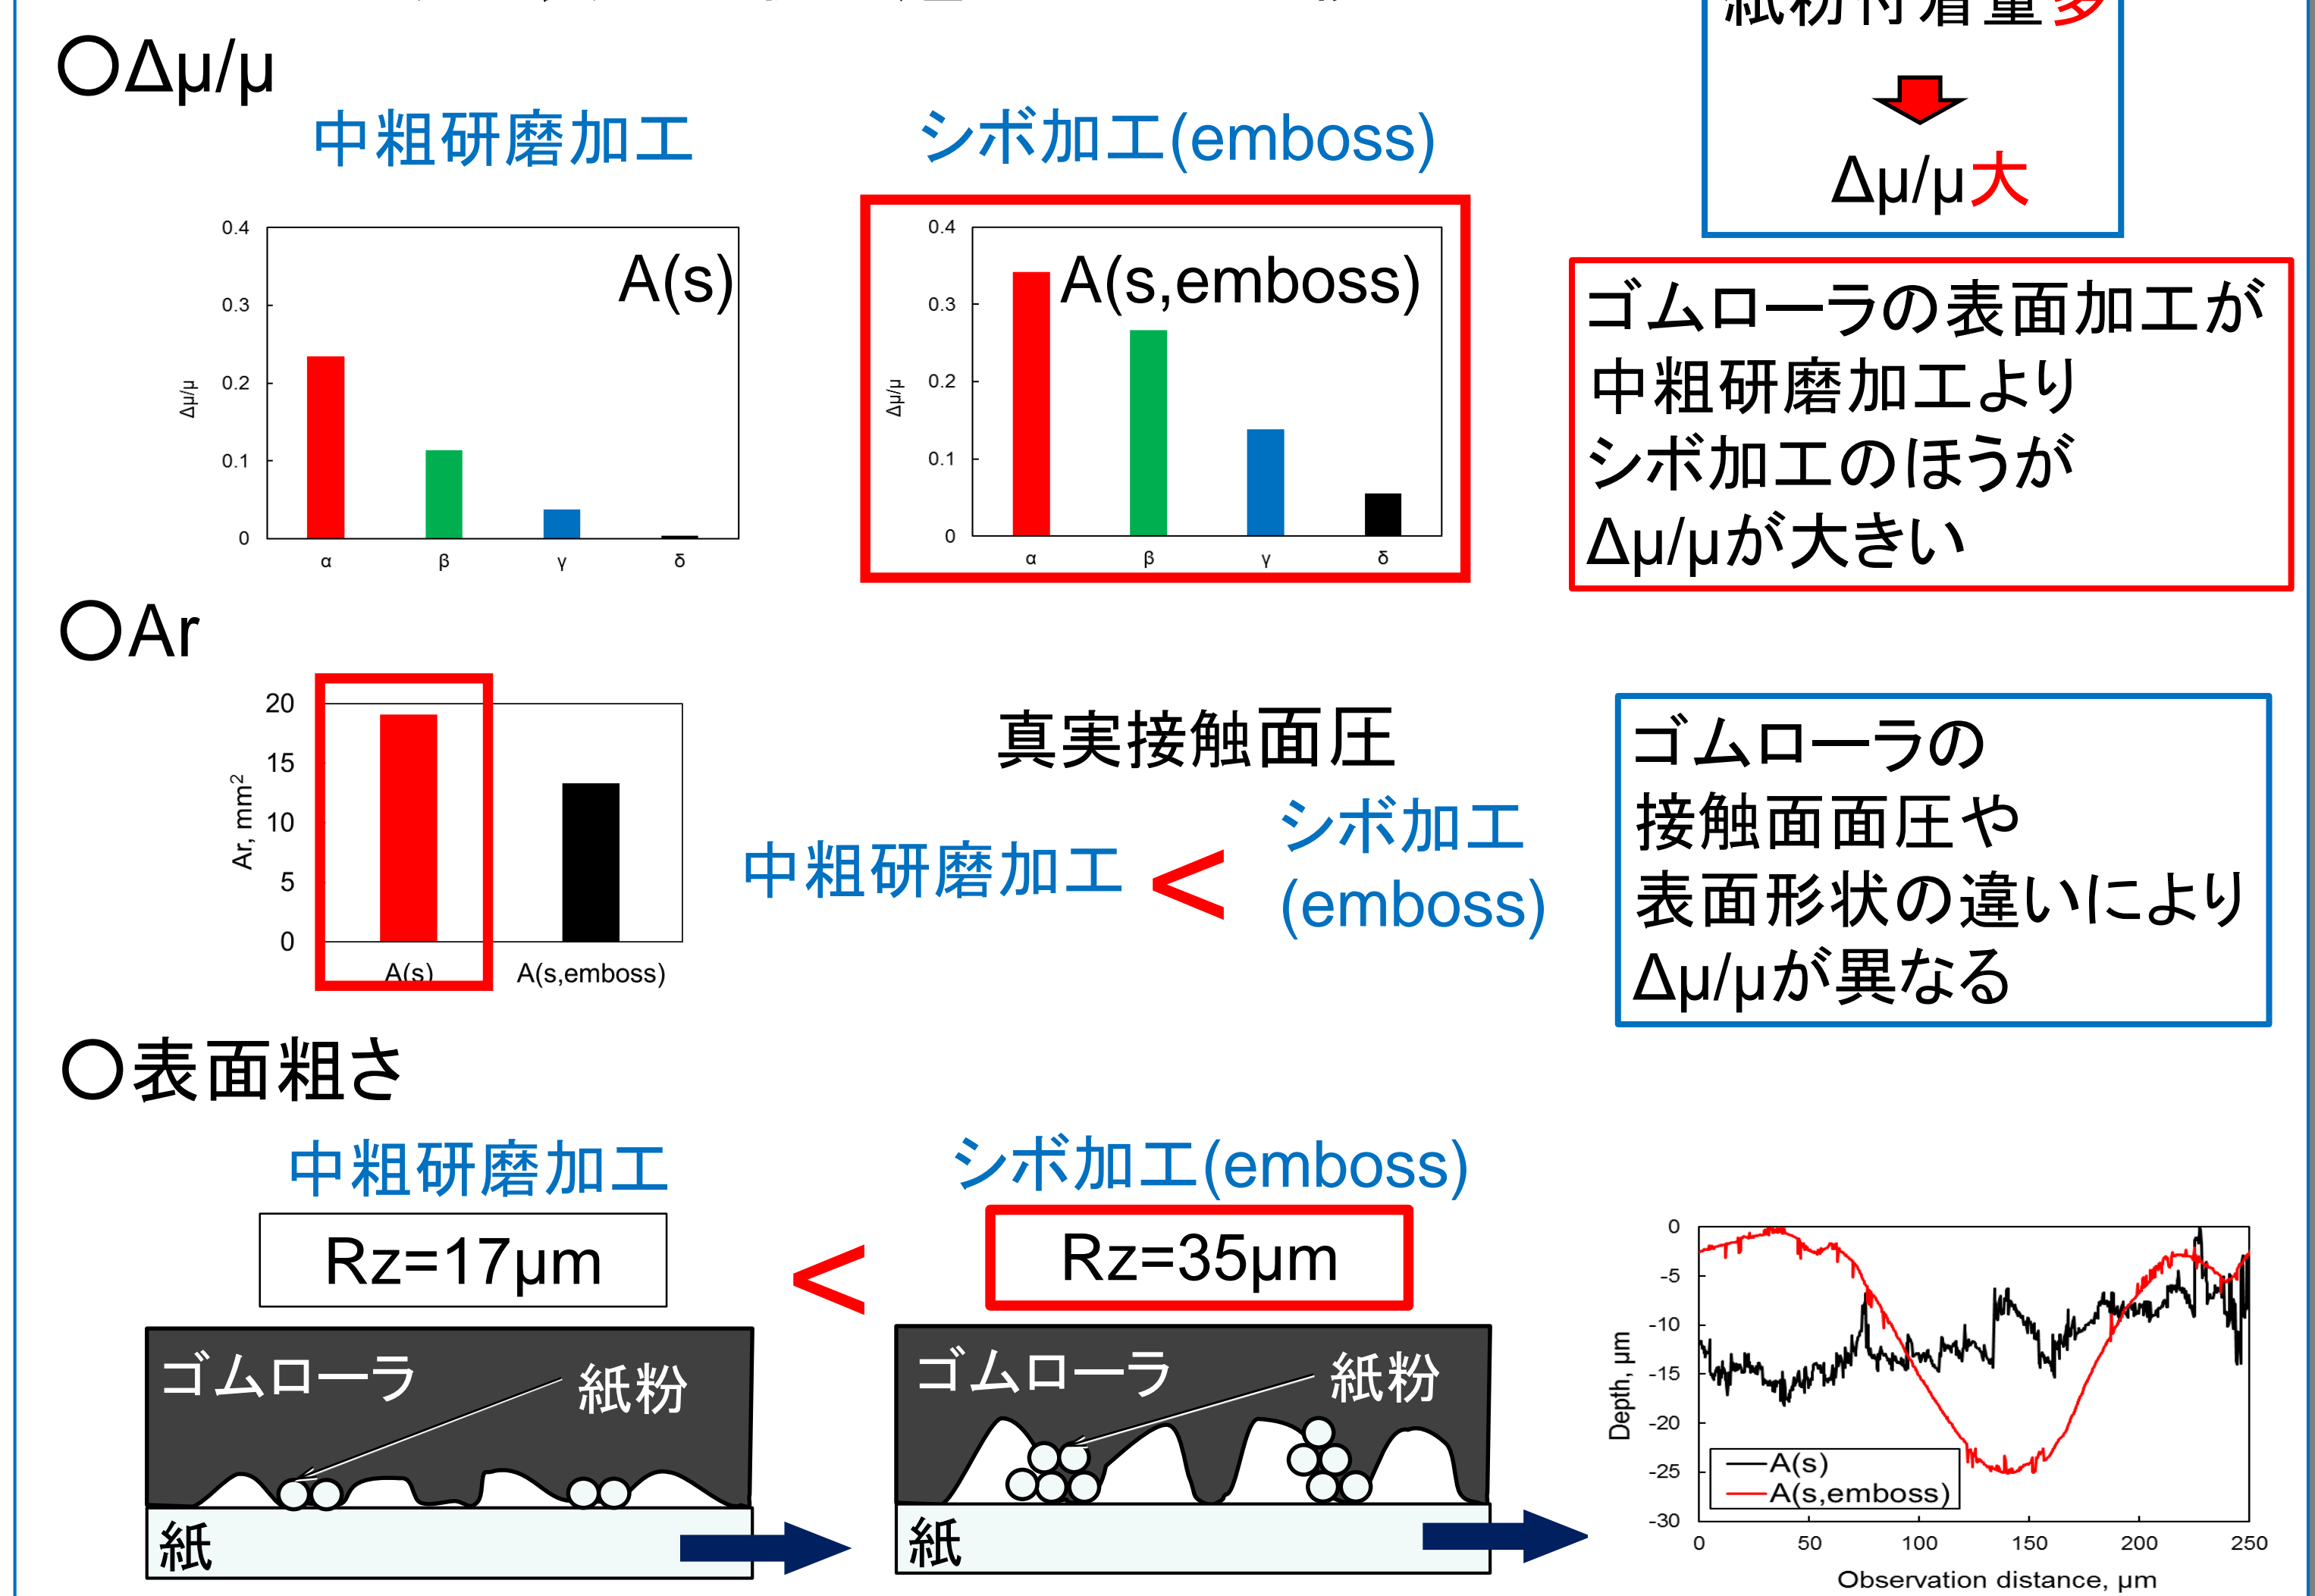 紙粉付着量多
〇Δμ/μ
中粗研磨加工
シボ加工(emboss)
Δμ/μ大
0.4
0.3
0.2
0.1
0
Δμ/μ
A(s)
α β γ δ
0.4
0.3
0.2
0.1
0
Δμ/μ
A(s,emboss)
α β γ δ
ゴムローラの表面加工が
中粗研磨加工より
シボ加工のほうが
Δμ/μが大きい
〇Ar
20
15
10
5
0
Ar, mm²
A(s) A(s,emboss)
真実接触面圧
中粗研磨加工 < シボ加工
(emboss)
ゴムローラの
接触面面圧や
表面形状の違いにより
Δμ/μが異なる
〇表面粗さ
中粗研磨加工
シボ加工(emboss)
Rz=17μm < Rz=35μm
ゴムローラ 紙粉
紙
ゴムローラ 紙粉
紙
0
-5
-10
-15
-20
-25
-30
Depth, μm
A(s)
A(s,emboss)
0 50 100 150 200 250
Observation distance, μm